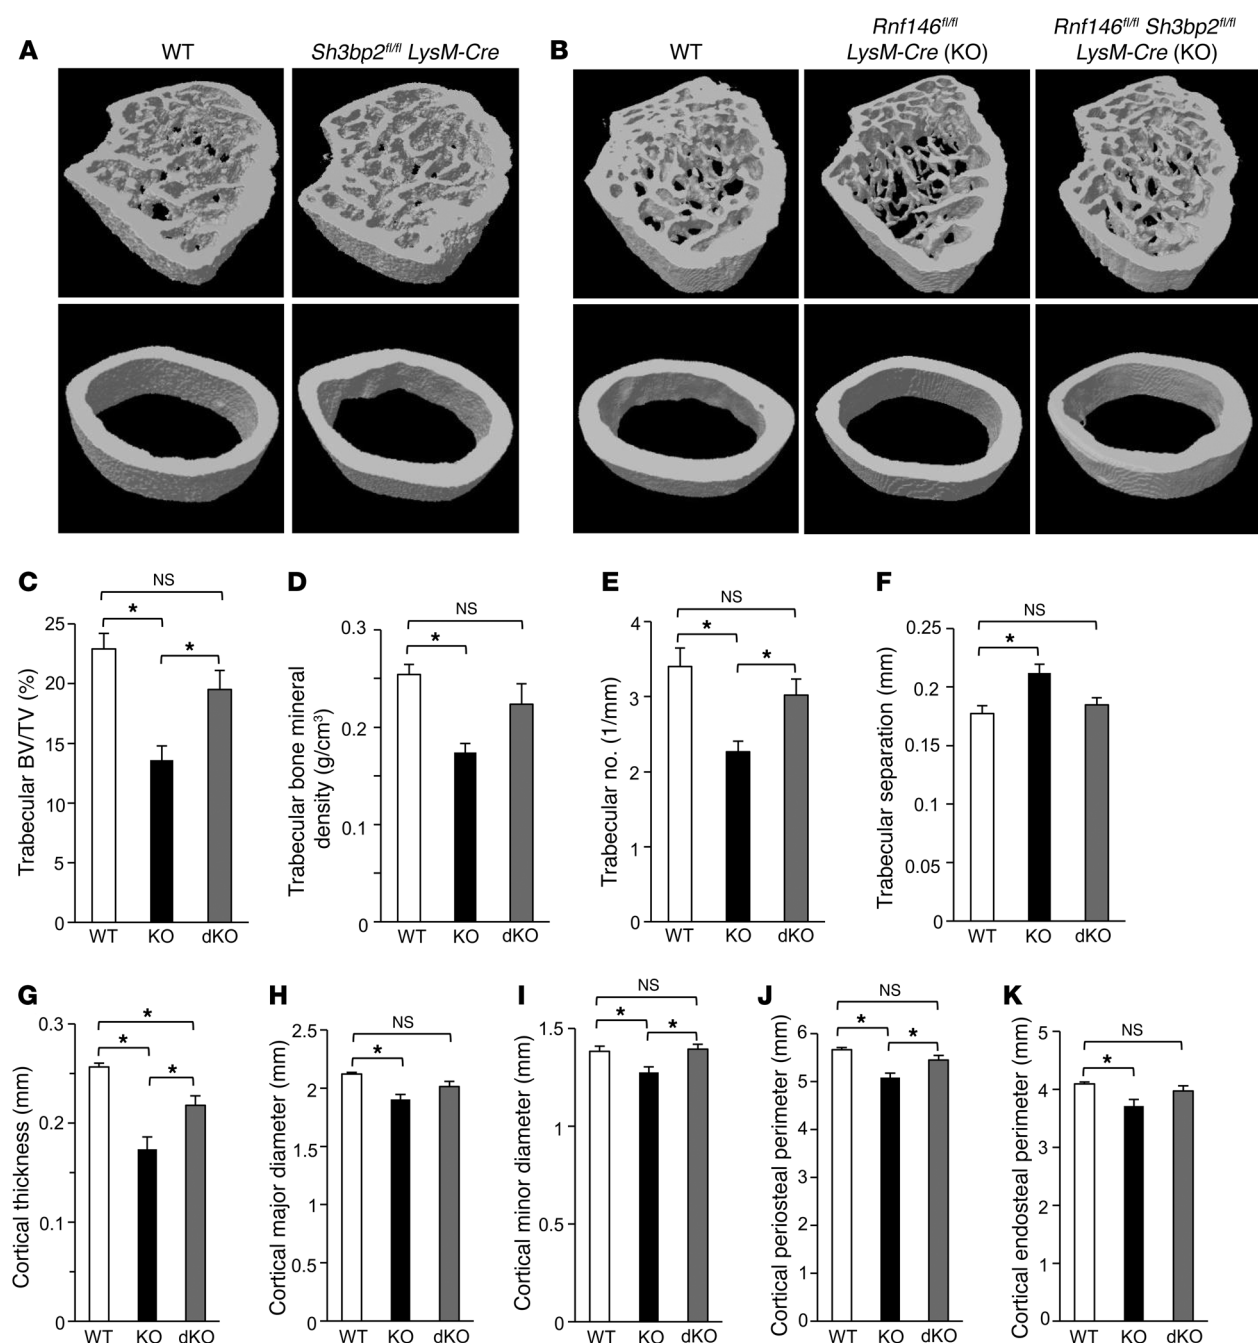 A
WT
Sh3bp2fl/fl LysM-Cre
B
WT
Rnf146fl/fl
LysM-Cre (KO)
Rnf146fl/fl Sh3bp2fl/fl
LysM-Cre (KO)
C
NS
*
*
25
20
15
10
5
0
Trabecular BV/TV (%)
WT KO dKO
D
NS
*
0.3
0.2
0.1
0
Trabecular bone mineral
density (g/cm³)
WT KO dKO
E
NS
*
*
4
3
2
1
0
Trabecular no. (1/mm)
WT KO dKO
F
NS
*
0.25
0.2
0.15
0.1
0.05
0
Trabecular separation (mm)
WT KO dKO
G
*
*
*
0.3
0.2
0.1
0
Cortical thickness (mm)
WT KO dKO
H
NS
*
2.5
2
1.5
1
0.5
0
Cortical major diameter (mm)
WT KO dKO
I
NS
*
*
1.5
1
0.5
0
Cortical minor diameter (mm)
WT KO dKO
J
NS
*
*
6
5
4
3
2
1
0
Cortical periosteal perimeter (mm)
WT KO dKO
K
NS
*
5
4
3
2
1
0
Cortical endosteal perimeter (mm)
WT KO dKO